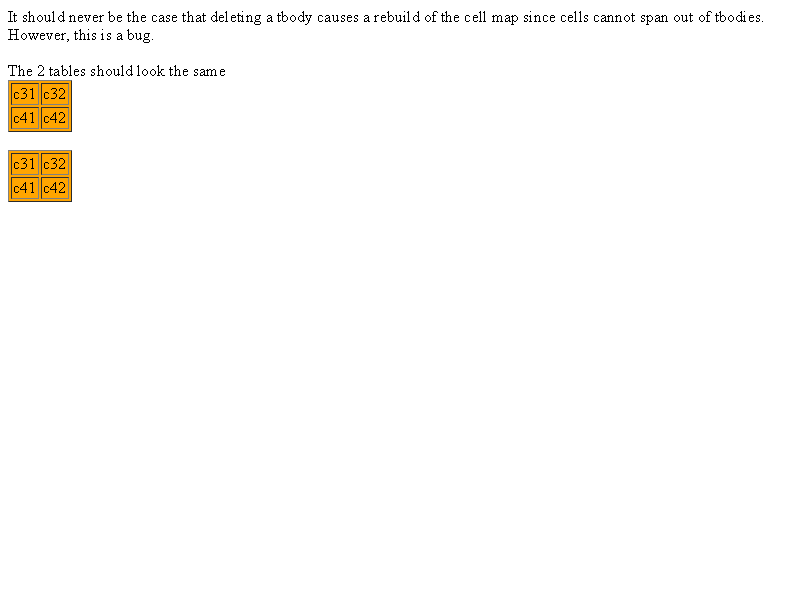 It should never be the case that deleting a tbody causes a rebuild of the cell map since cells cannot span out of tbodies.
However, this is a bug.
The 2 tables should look the same
c31 c32
c41 c42
c31 c32
c41 c42